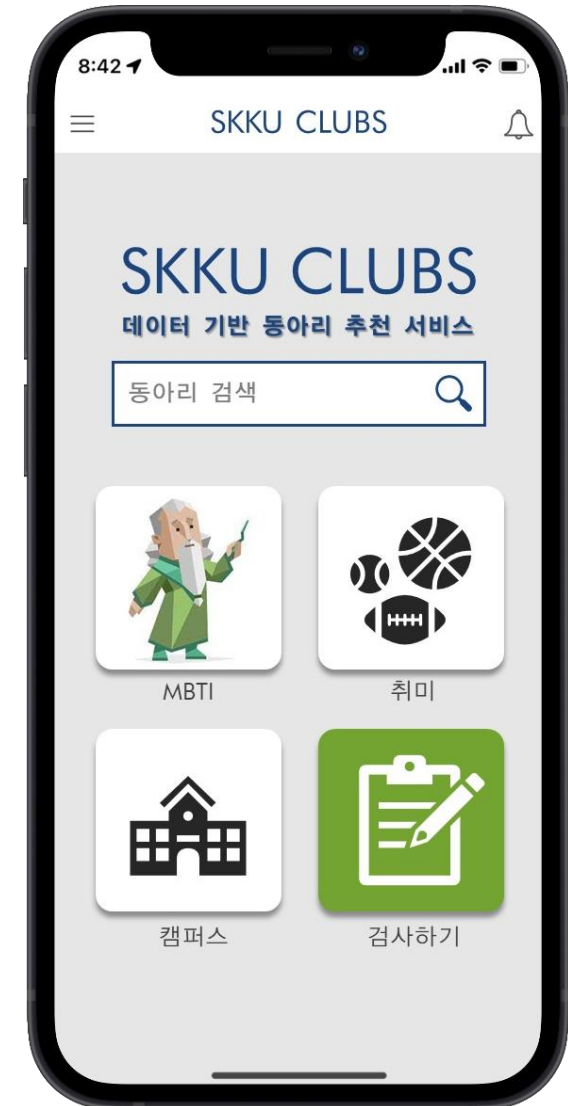 8:42
SKKU CLUBS
SKKU CLUBS
데이터 기반 동아리 추천 서비스
동아리 검색
MBTI
취미
캠퍼스
검사하기